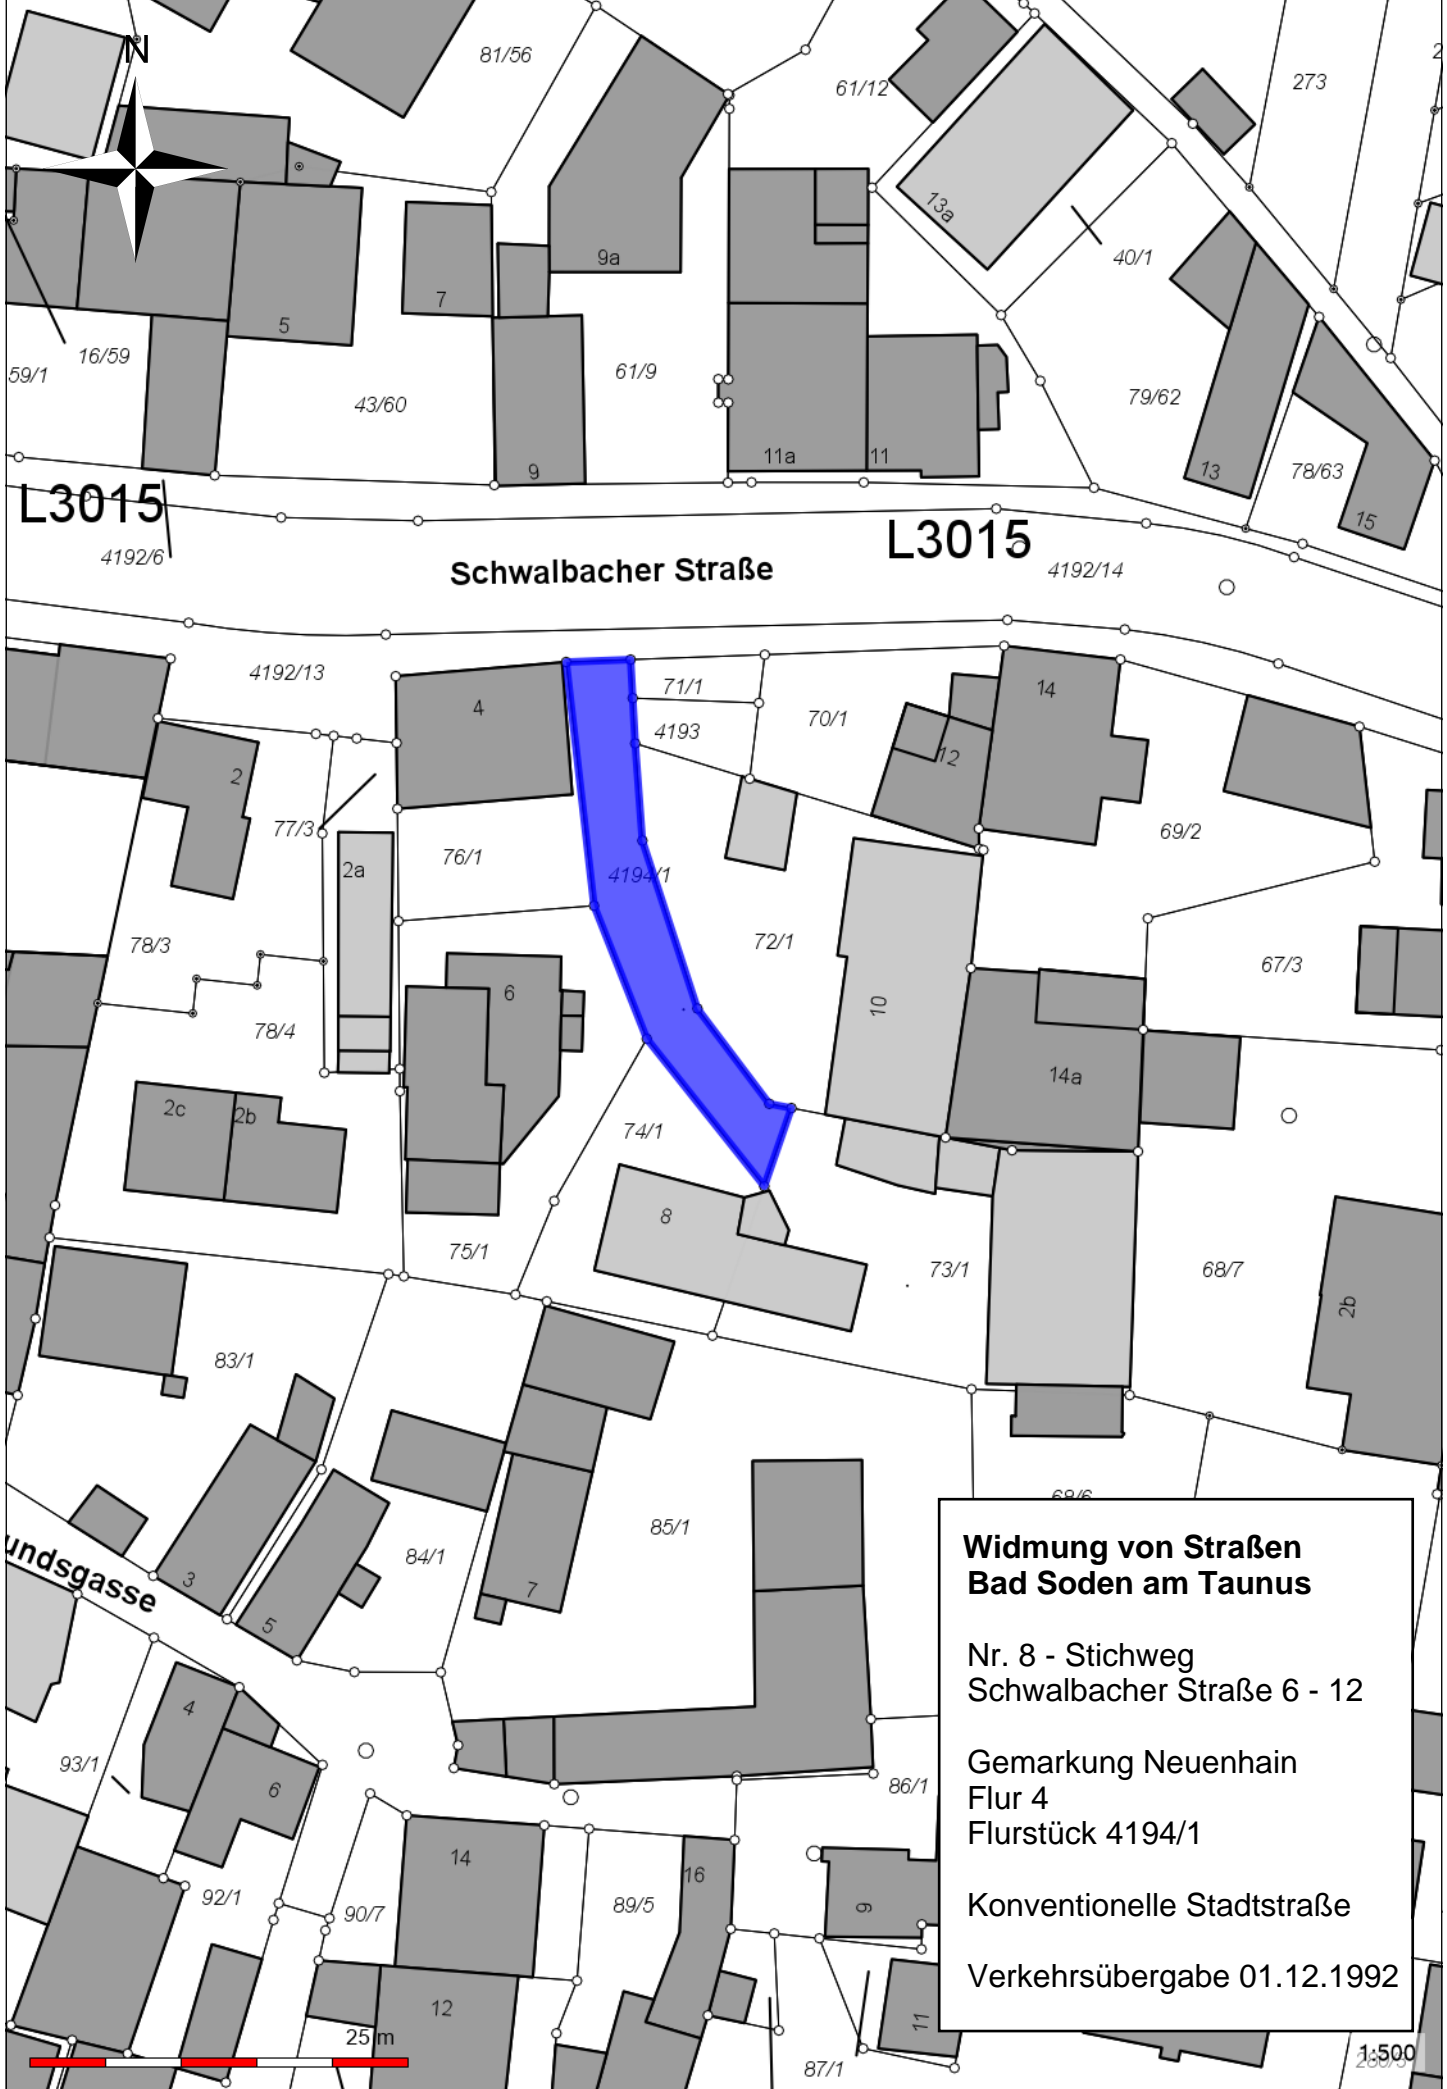 N
81/56
61/12
273
13a
40/1
9a
7
5
16/59
59/1
43/60
61/9
79/62
9
11a
11
13
78/63
15
L3015
L3015
4192/6
Schwalbacher Straße
4192/14
4192/13
4
71/1
4193
70/1
14
12
2
77/3
2a
76/1
4194/1
69/2
78/3
72/1
67/3
6
10
78/4
14a
2c
2b
74/1
8
75/1
73/1
68/7
2b
83/1
68/6
85/1
84/1
7
3
5
undsgasse
Widmung von Straßen
Bad Soden am Taunus
Nr. 8 - Stichweg
Schwalbacher Straße 6 - 12
Gemarkung Neuenhain
Flur 4
Flurstück 4194/1
Konventionelle Stadtstraße
Verkehrsübergabe 01.12.1992
4
6
93/1
86/1
14
16
92/1
90/7
89/5
9
12
11
87/1
25 m
1:500